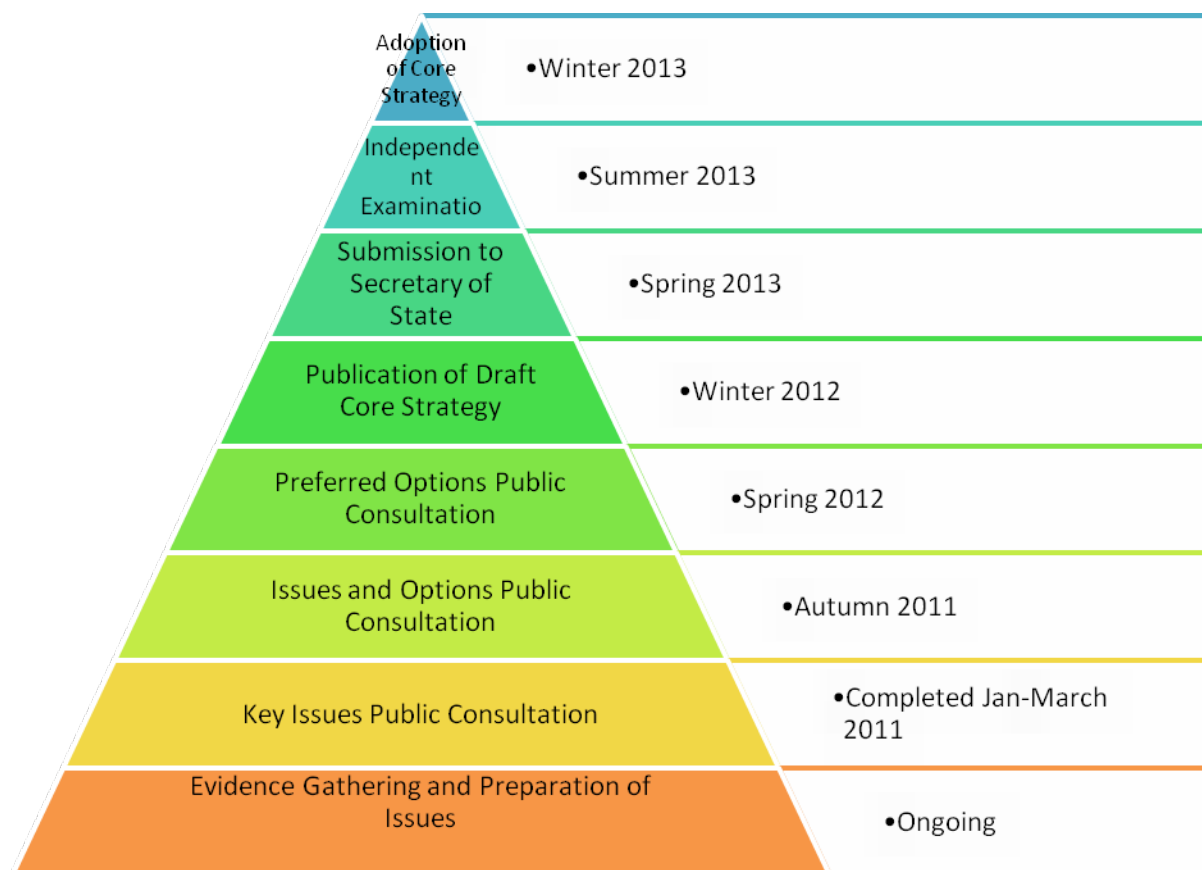 Adoption
of Core
Strategy
•Winter 2013
Independe
nt
Examinatio
•Summer 2013
Submission to
Secretary of
State
•Spring 2013
Publication of Draft
Core Strategy
•Winter 2012
Preferred Options Public
Consultation
•Spring 2012
Issues and Options Public
Consultation
•Autumn 2011
Key Issues Public Consultation
•Completed Jan-March
2011
Evidence Gathering and Preparation of
Issues
•Ongoing